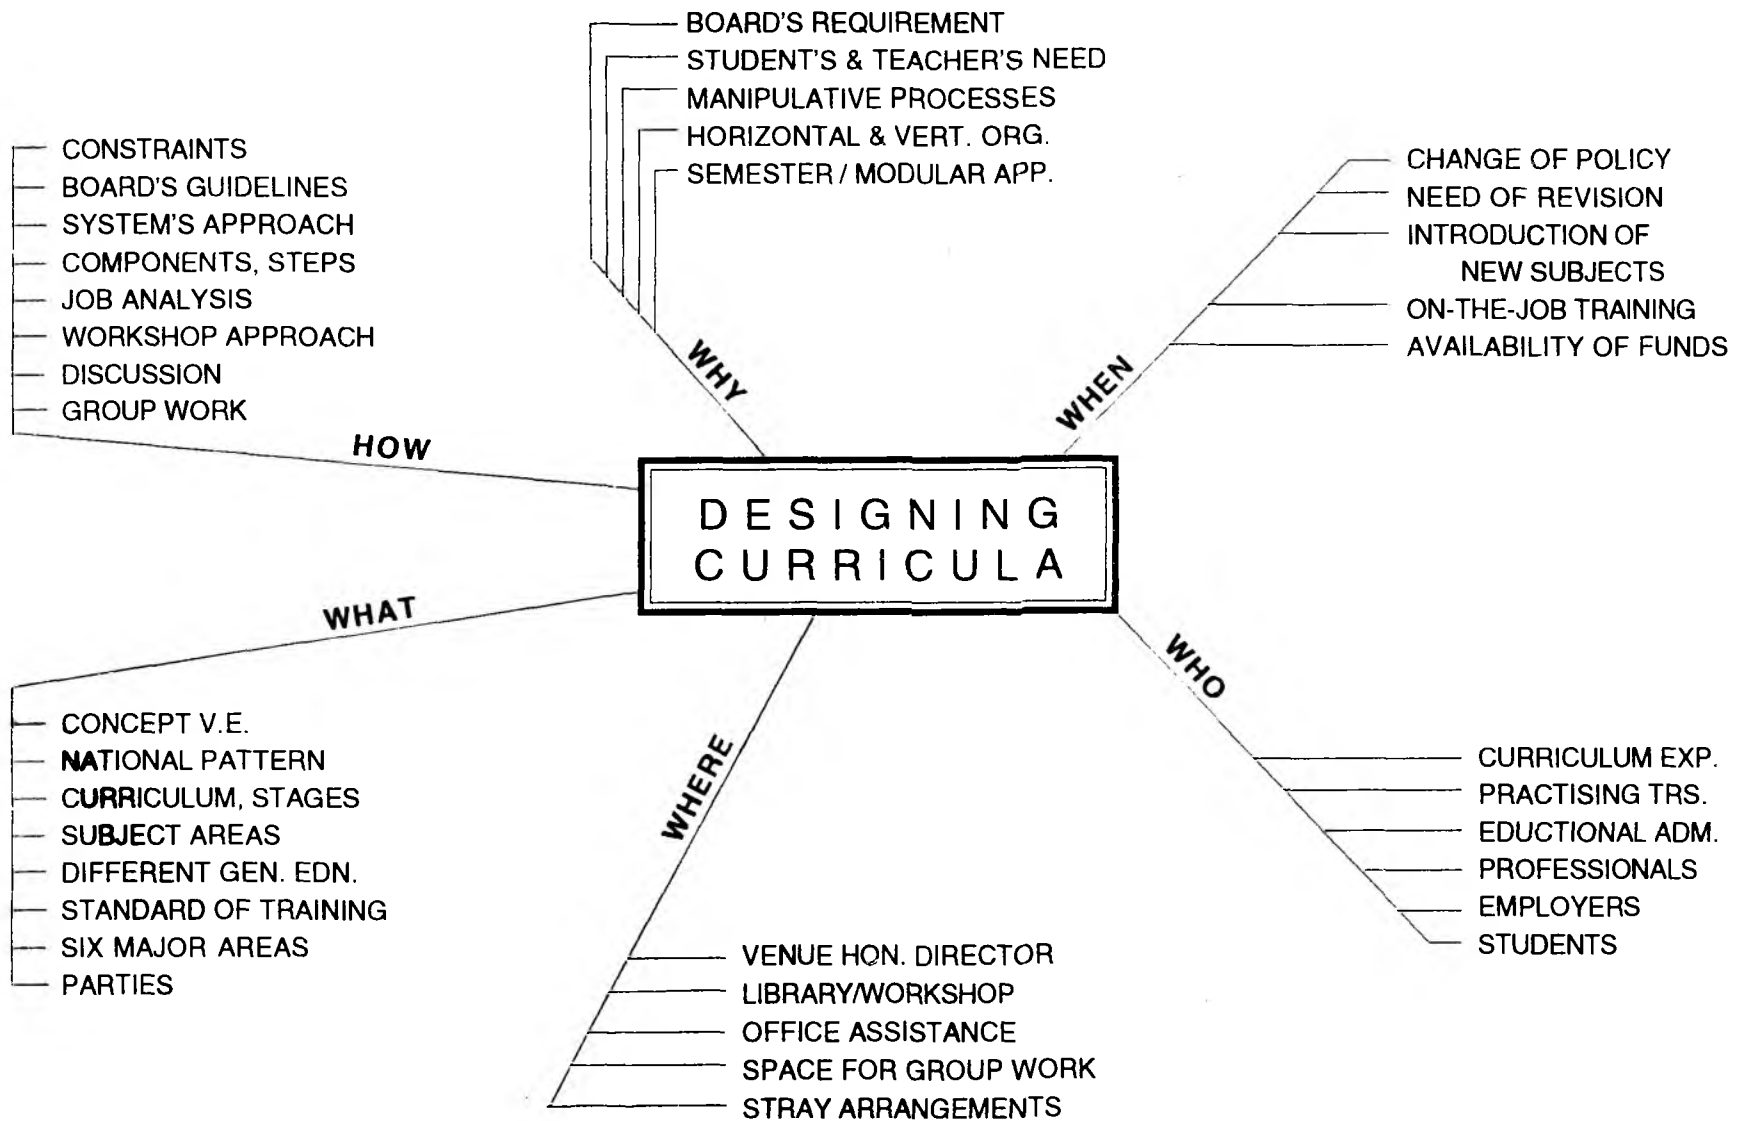 BOARD'S REQUIREMENT
STUDENT'S & TEACHER'S NEED
MANIPULATIVE PROCESSES
HORIZONTAL & VERT. ORG.
SEMESTER / MODULAR APP.
WHY
CHANGE OF POLICY
NEED OF REVISION
INTRODUCTION OF
NEW SUBJECTS
ON-THE-JOB TRAINING
AVAILABILITY OF FUNDS
WHEN
CONSTRAINTS
BOARD'S GUIDELINES
SYSTEM'S APPROACH
COMPONENTS, STEPS
JOB ANALYSIS
WORKSHOP APPROACH
DISCUSSION
GROUP WORK
HOW
DESIGNING
CURRICULA
WHAT
CONCEPT V.E.
NATIONAL PATTERN
CURRICULUM, STAGES
SUBJECT AREAS
DIFFERENT GEN. EDN.
STANDARD OF TRAINING
SIX MAJOR AREAS
PARTIES
WHERE
VENUE HON. DIRECTOR
LIBRARY/WORKSHOP
OFFICE ASSISTANCE
SPACE FOR GROUP WORK
STRAY ARRANGEMENTS
WHO
CURRICULUM EXP.
PRACTISING TRS.
EDUCTIONAL ADM.
PROFESSIONALS
EMPLOYERS
STUDENTS